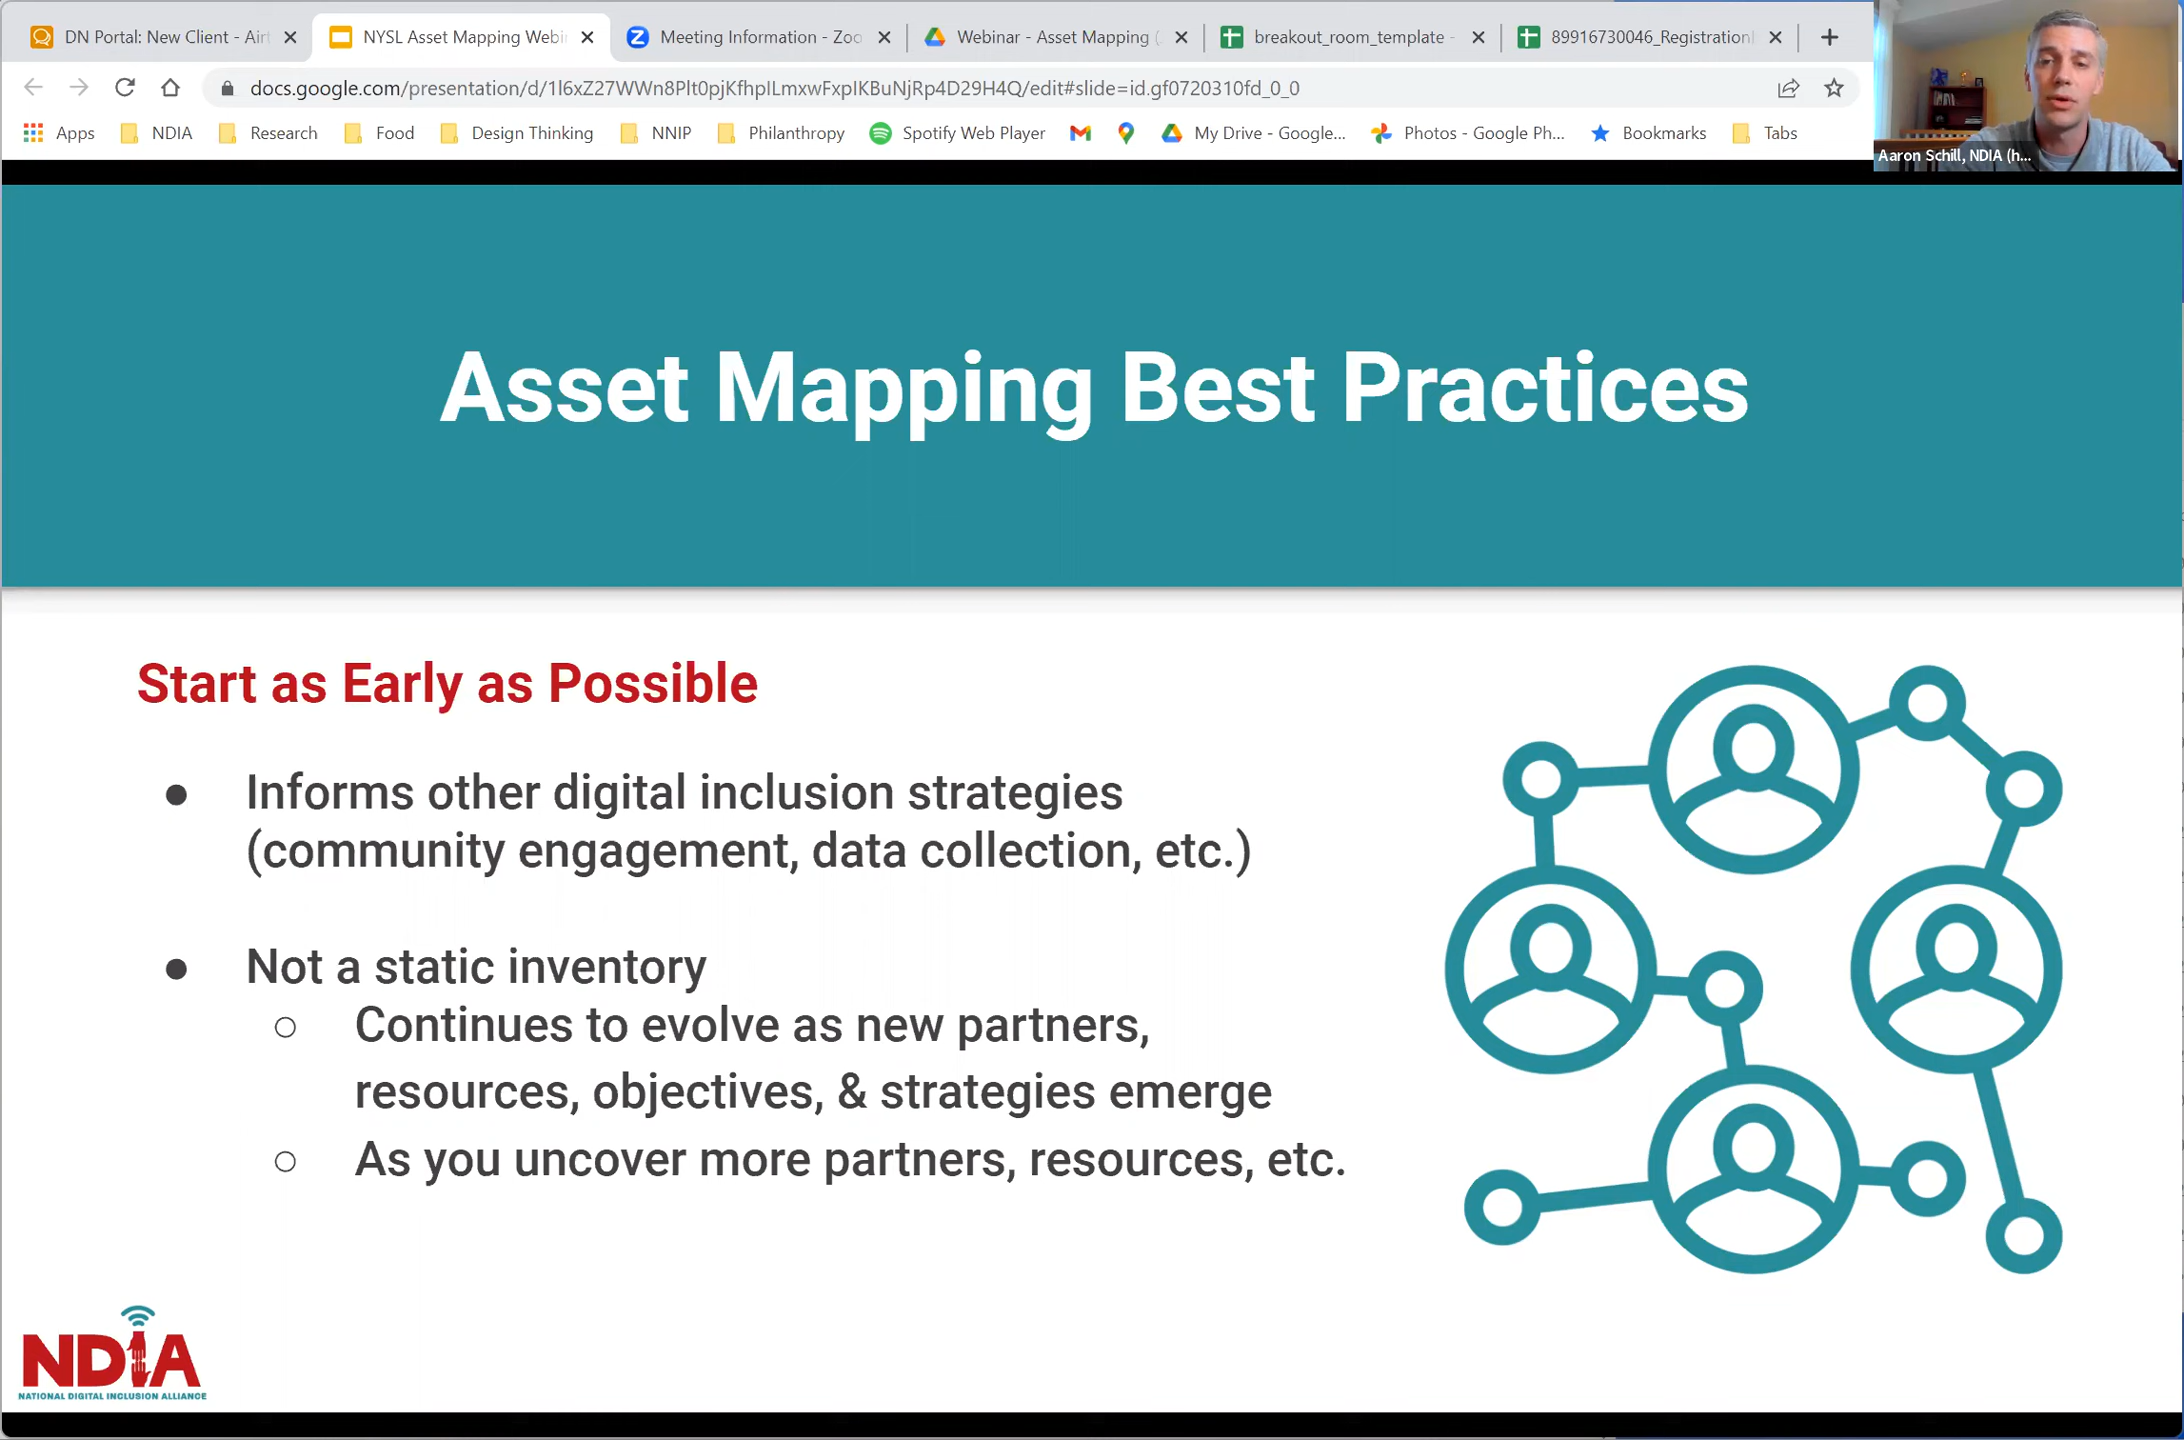 DN Portal: New Client - Airt
NYSL Asset Mapping Webi
Meeting Information - Zoo
Webinar - Asset Mapping (
breakout_room_template -
89916730046_Registration
docs.google.com/presentation/d/1l6xZ27WWn8Plt0pjKfhpILmxwFxpIKBuNjRp4D29H4Q/edit#slide=id.gf0720310fd_0_0
Apps
NDIA
Research
Food
Design Thinking
NNIP
Philanthropy
Spotify Web Player
My Drive - Google...
Photos - Google Ph...
Bookmarks
Tabs
Aaron Schill, NDIA (h...
Asset Mapping Best Practices
Start as Early as Possible
● Informs other digital inclusion strategies
(community engagement, data collection, etc.)
● Not a static inventory
○ Continues to evolve as new partners,
resources, objectives, & strategies emerge
○ As you uncover more partners, resources, etc.
NDIA
NATIONAL DIGITAL INCLUSION ALLIANCE